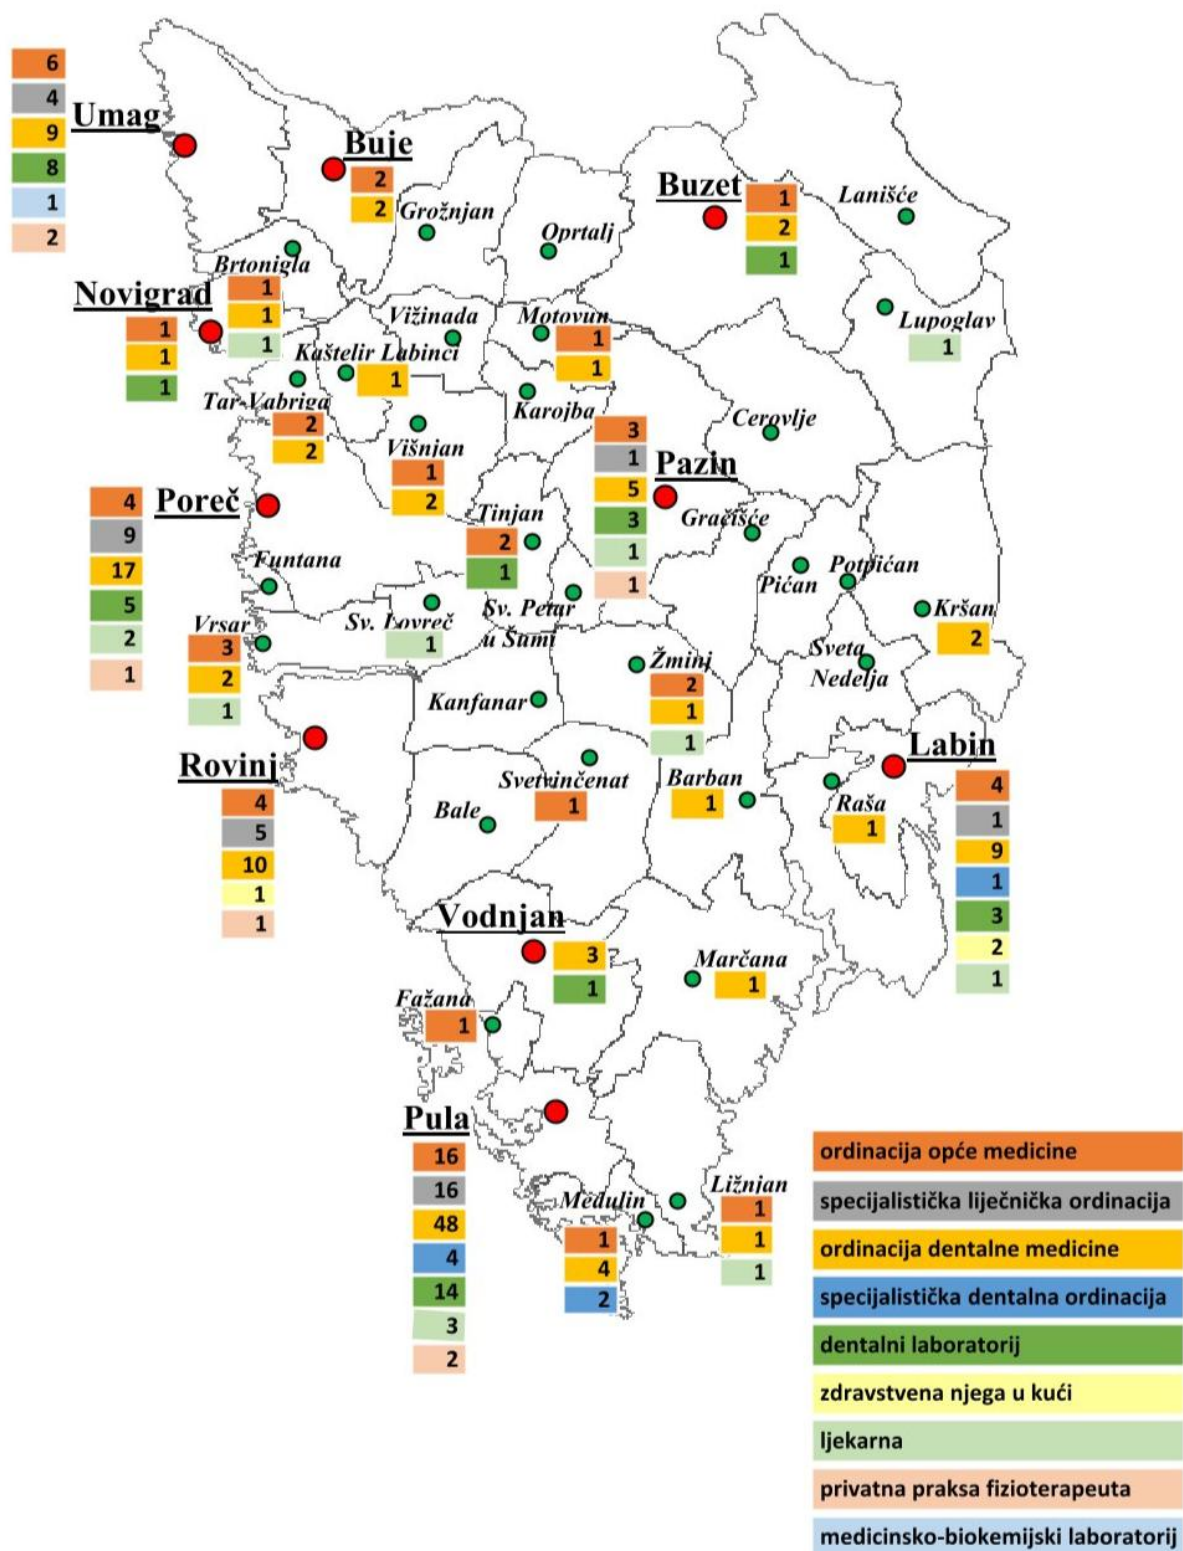 6
4
9
8
1
2
Umag
Buje
2
2
Grožnjan
Oprtalj
Buzet
1
2
1
Lanišće
Brtonigla
1
1
1
Novigrad
1
1
1
Vižinada
Motovun
1
1
Lupoglav
1
Kaštelir Labinci
1
Tar-Vabriga
2
2
Karojba
Višnjan
1
2
Cerovlje
3
1
5
3
1
1
Pazin
Gračišće
Poreč
4
9
17
5
2
1
Tinjan
2
1
Funtana
Pićan
Potpićan
Kršan
2
Vrsar
3
2
1
Sv. Lovreč
1
Sv. Petar
u Šumi
Sveta
Nedelja
Žminj
2
1
1
Kanfanar
Rovinj
4
5
10
1
1
Svetvinčenat
1
Barban
1
Bale
Raša
1
Labin
4
1
9
1
3
2
1
Vodnjan
3
1
Marčana
1
Fažana
1
Pula
16
16
48
4
14
3
2
Medulin
1
4
2
Ližnjan
1
1
1
ordinacija opće medicine
specijalistička liječnička ordinacija
ordinacija dentalne medicine
specijalistička dentalna ordinacija
dentalni laboratorij
zdravstvena njega u kući
ljekarna
privatna praksa fizioterapeuta
medicinsko-biokemijski laboratorij